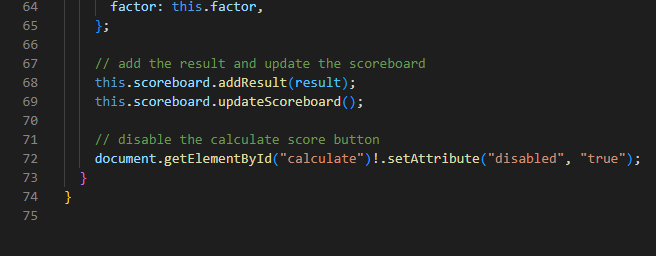 64 factor: this.factor,
65 };
66
67 // add the result and update the scoreboard
68 this.scoreboard.addResult(result);
69 this.scoreboard.updateScoreboard();
70
71 // disable the calculate score button
72 document.getElementById("calculate")!.setAttribute("disabled", "true");
73 }
74 }
75